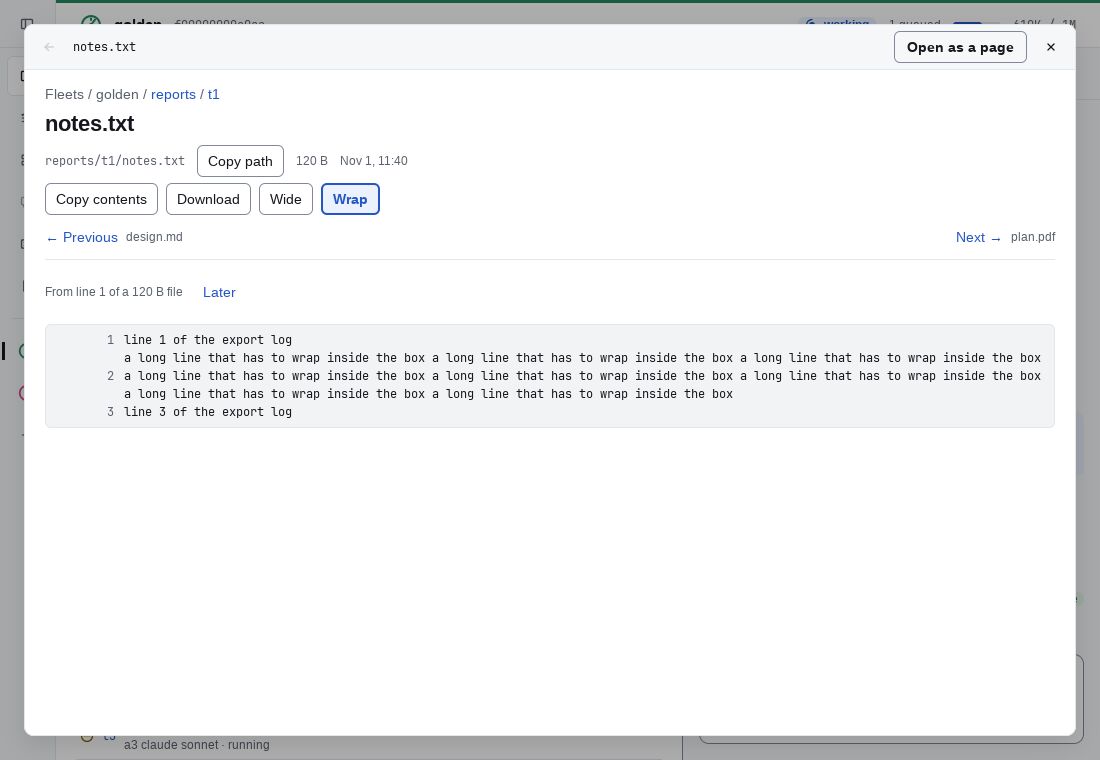 notes.txt
Open as a page
Fleets / golden / reports / t1
notes.txt
reports/t1/notes.txt Copy path 120 B Nov 1, 11:40
Copy contents Download Wide Wrap
← Previous design.md Next → plan.pdf
From line 1 of a 120 B file Later
1 line 1 of the export log
a long line that has to wrap inside the box a long line that has to wrap inside the box a long line that has to wrap inside the box
2 a long line that has to wrap inside the box a long line that has to wrap inside the box a long line that has to wrap inside the box
a long line that has to wrap inside the box a long line that has to wrap inside the box
3 line 3 of the export log
a3 claude sonnet · running